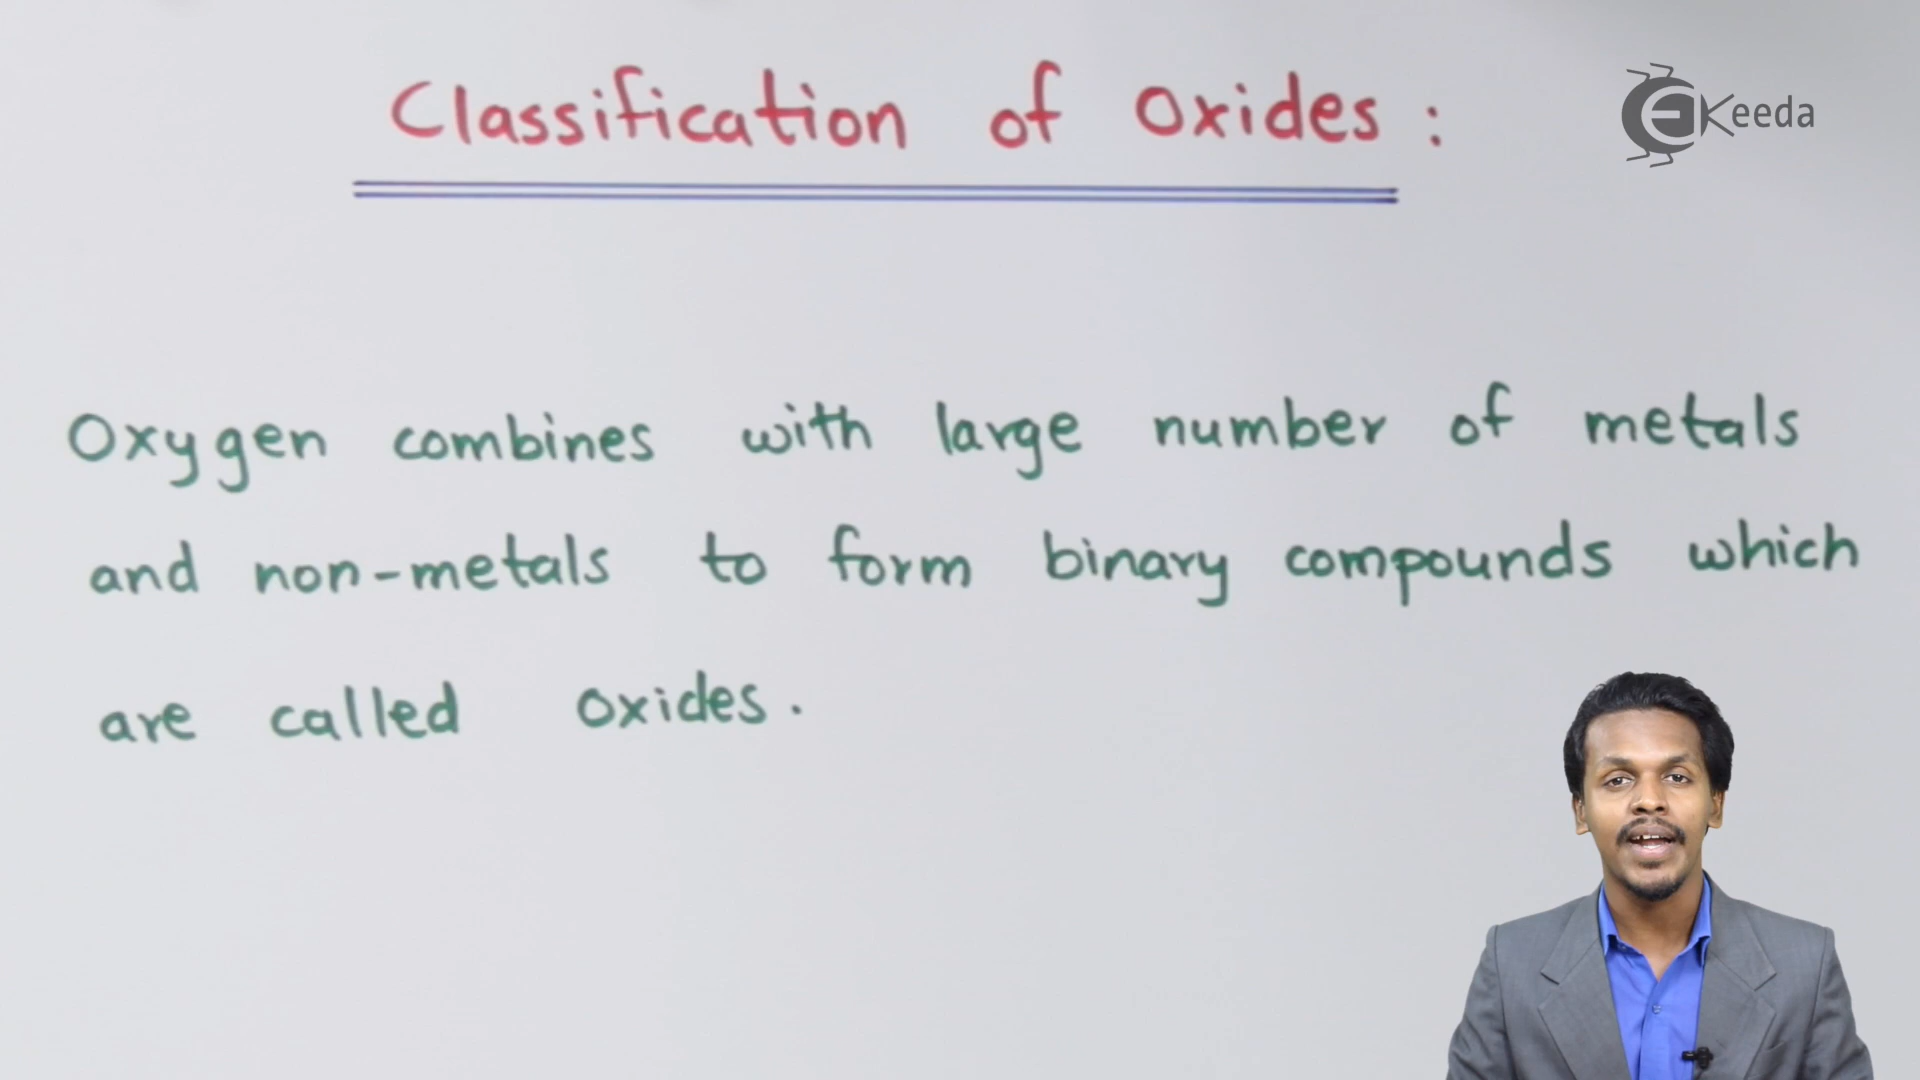 Classification of Oxides :
EKeeda
Oxygen combines with large number of metals
and non-metals to form binary compounds which
are called oxides.